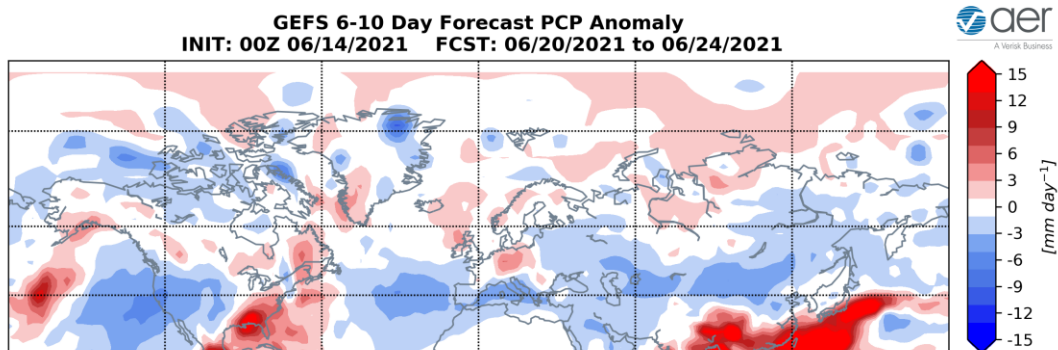 GEFS 6-10 Day Forecast PCP Anomaly
INIT: 00Z 06/14/2021 FCST: 06/20/2021 to 06/24/2021
aer
A Verisk Business
15
12
9
6
3
0
-3
-6
-9
-12
-15
[mm day⁻¹]